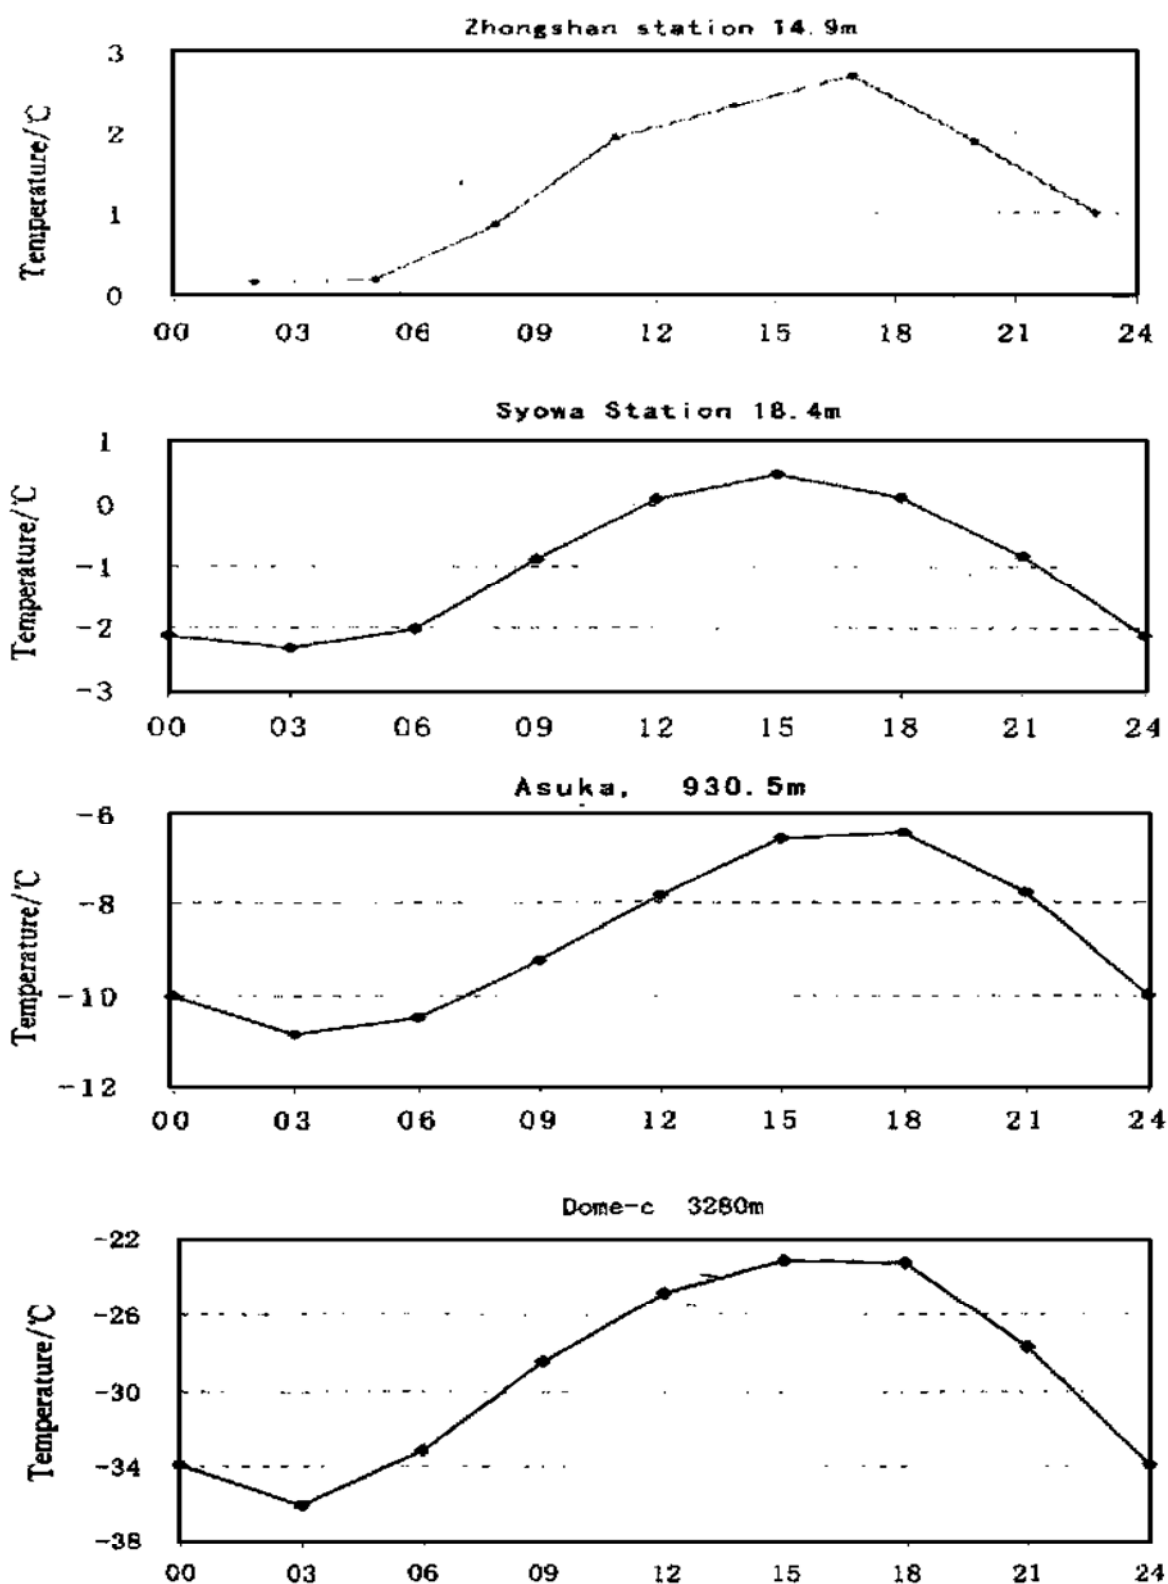 Zhongshan station 14.9m
Temperature/℃
3
2
1
0
00 03 06 09 12 15 18 21 24
Syowa Station 18.4m
Temperature/℃
1
0
-1
-2
-3
00 03 06 09 12 15 18 21 24
Asuka, 930.5m
Temperature/℃
-6
-8
-10
-12
00 03 06 09 12 15 18 21 24
Dome-c 3280m
Temperature/℃
-22
-26
-30
-34
-38
00 03 06 09 12 15 18 21 24